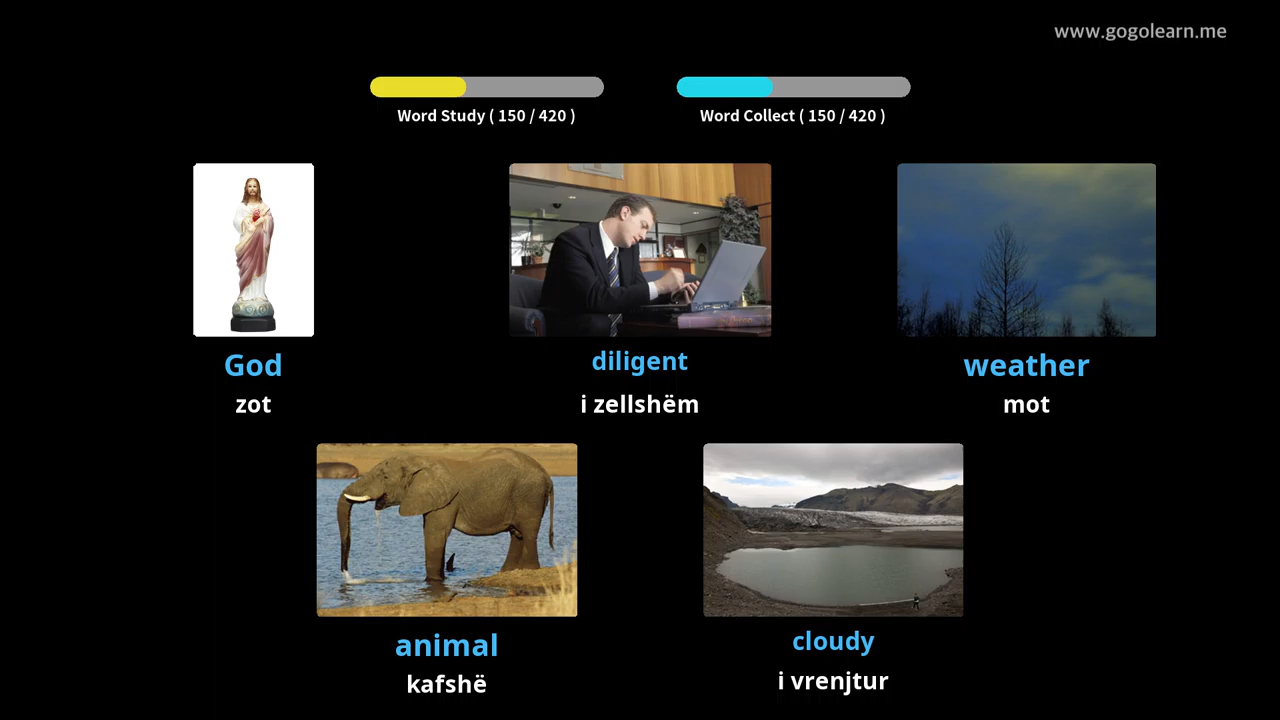 www.gogolearn.me
Word Study ( 150 / 420 )
Word Collect ( 150 / 420 )
God
zot
diligent
i zellshëm
weather
mot
animal
kafshë
cloudy
i vrenjtur